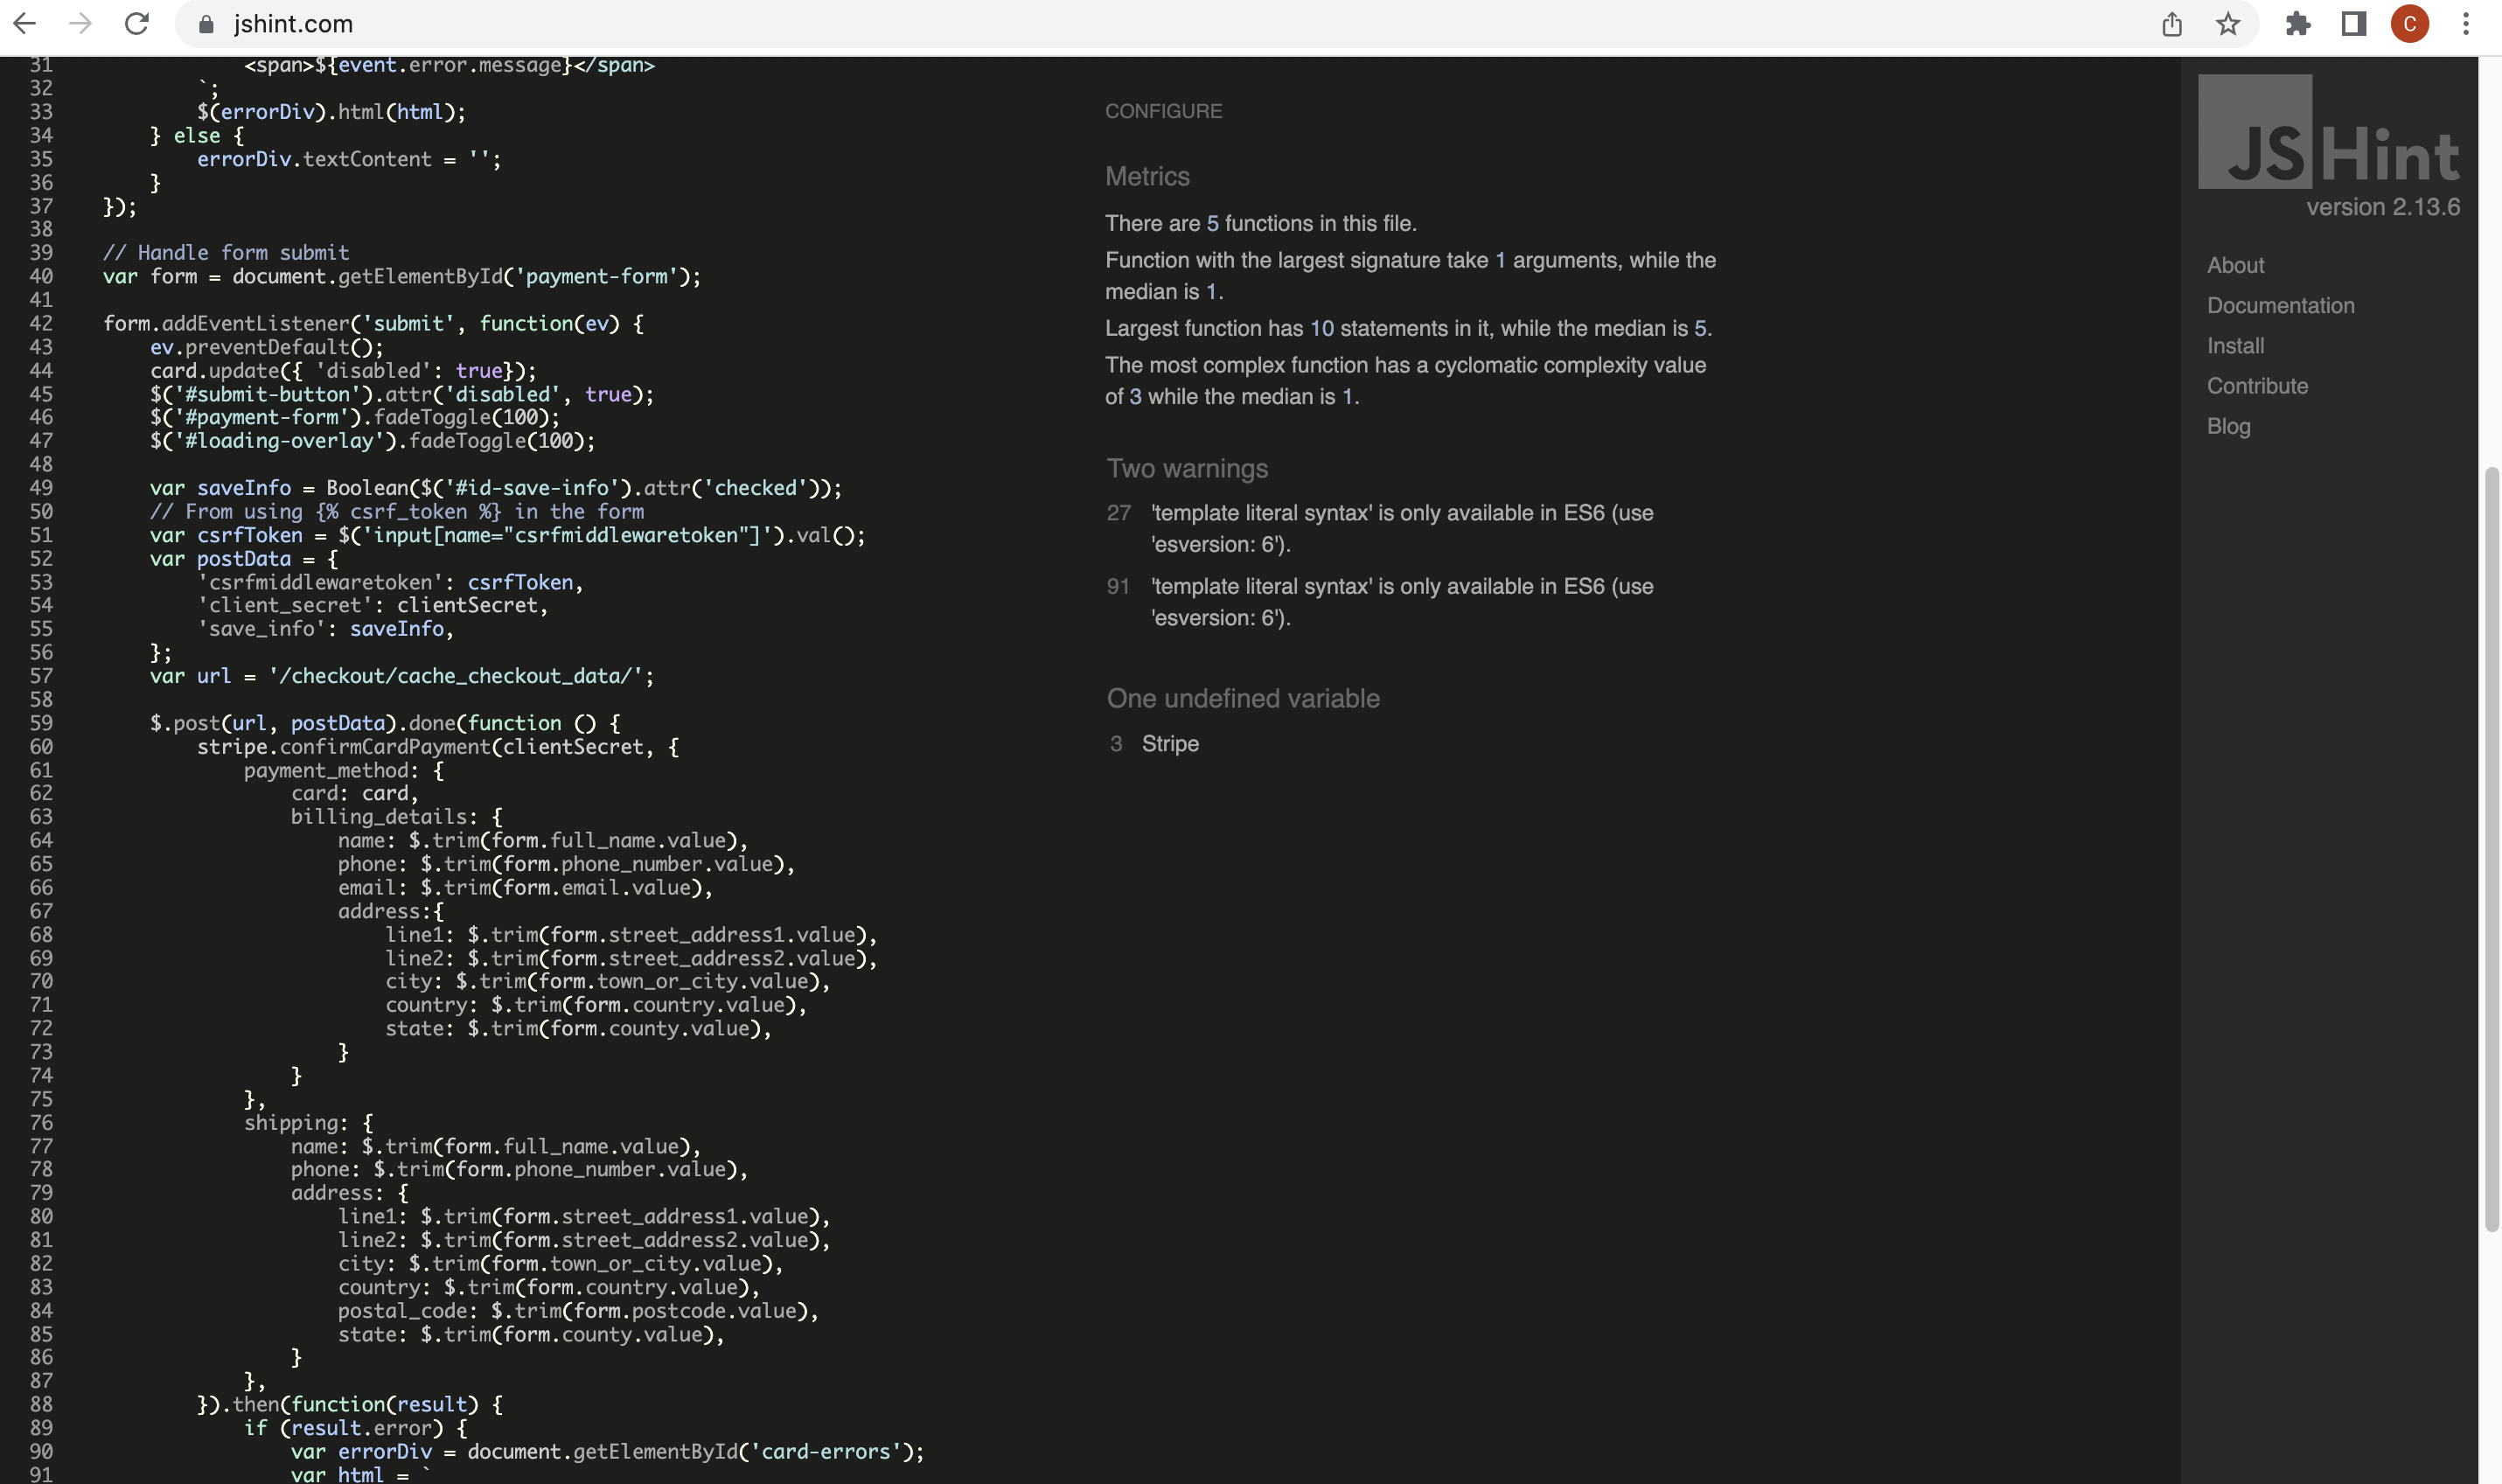 jshint.com
C
31 <span>${event.error.message}</span>
32 `;
33 $(errorDiv).html(html);
34 } else {
35 errorDiv.textContent = '';
36 }
37 });
38
39 // Handle form submit
40 var form = document.getElementById('payment-form');
41
42 form.addEventListener('submit', function(ev) {
43 ev.preventDefault();
44 card.update({ 'disabled': true});
45 $('#submit-button').attr('disabled', true);
46 $('#payment-form').fadeToggle(100);
47 $('#loading-overlay').fadeToggle(100);
48
49 var saveInfo = Boolean($('#id-save-info').attr('checked'));
50 // From using {% csrf_token %} in the form
51 var csrfToken = $('input[name="csrfmiddlewaretoken"]').val();
52 var postData = {
53 'csrfmiddlewaretoken': csrfToken,
54 'client_secret': clientSecret,
55 'save_info': saveInfo,
56 };
57 var url = '/checkout/cache_checkout_data/';
58
59 $.post(url, postData).done(function () {
60 stripe.confirmCardPayment(clientSecret, {
61 payment_method: {
62 card: card,
63 billing_details: {
64 name: $.trim(form.full_name.value),
65 phone: $.trim(form.phone_number.value),
66 email: $.trim(form.email.value),
67 address:{
68 line1: $.trim(form.street_address1.value),
69 line2: $.trim(form.street_address2.value),
70 city: $.trim(form.town_or_city.value),
71 country: $.trim(form.country.value),
72 state: $.trim(form.county.value),
73 }
74 }
75 },
76 shipping: {
77 name: $.trim(form.full_name.value),
78 phone: $.trim(form.phone_number.value),
79 address: {
80 line1: $.trim(form.street_address1.value),
81 line2: $.trim(form.street_address2.value),
82 city: $.trim(form.town_or_city.value),
83 country: $.trim(form.country.value),
84 postal_code: $.trim(form.postcode.value),
85 state: $.trim(form.county.value),
86 }
87 },
88 }).then(function(result) {
89 if (result.error) {
90 var errorDiv = document.getElementById('card-errors');
91 var html = `
CONFIGURE
Metrics
There are 5 functions in this file.
Function with the largest signature take 1 arguments, while the
median is 1.
Largest function has 10 statements in it, while the median is 5.
The most complex function has a cyclomatic complexity value
of 3 while the median is 1.
Two warnings
27 'template literal syntax' is only available in ES6 (use
'esversion: 6').
91 'template literal syntax' is only available in ES6 (use
'esversion: 6').
One undefined variable
3 Stripe
JSHint
version 2.13.6
About
Documentation
Install
Contribute
Blog